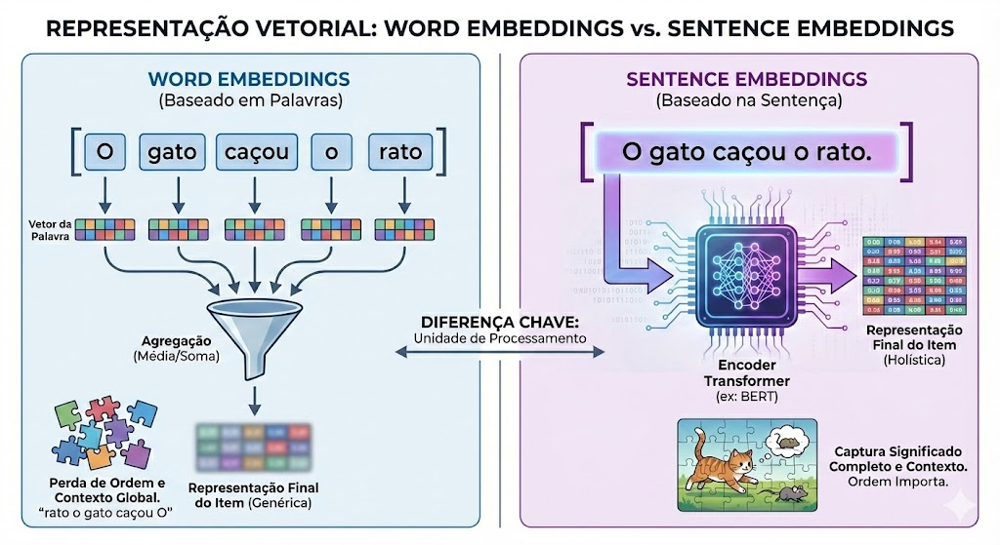 REPRESENTAÇÃO VETORIAL: WORD EMBEDDINGS vs. SENTENCE EMBEDDINGS
WORD EMBEDDINGS
(Baseado em Palavras)
O gato caçou o rato
Vetor da
Palavra
Agregação
(Média/Soma)
Perda de Ordem e
Contexto Global.
"rato o gato caçou O"
Representação Final
do Item (Genérica)
DIFERENÇA CHAVE:
Unidade de Processamento
SENTENCE EMBEDDINGS
(Baseado na Sentença)
O gato caçou o rato.
Encoder
Transformer
(ex: BERT)
Representação
Final do Item
(Holística)
Captura Significado
Completo e Contexto.
Ordem Importa.